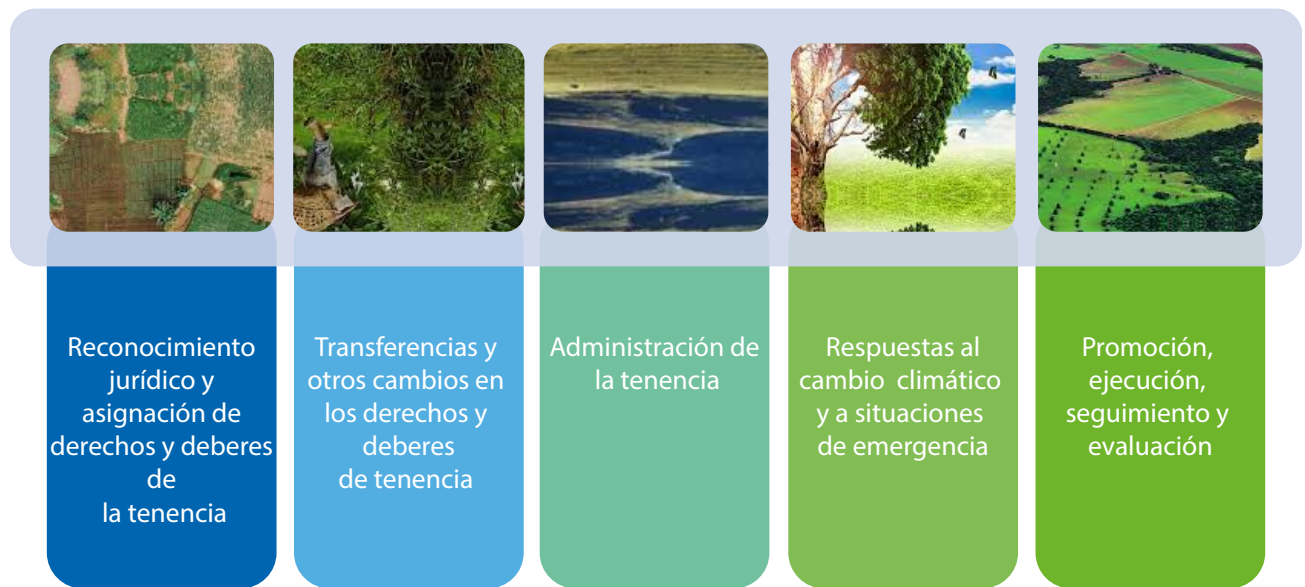 Reconocimiento
jurídico y
asignación de
derechos y deberes
de
la tenencia
Transferencias y
otros cambios en
los derechos y
deberes
de tenencia
Administración de
la tenencia
Respuestas al
cambio climático
y a situaciones
de emergencia
Promoción,
ejecución,
seguimiento y
evaluación